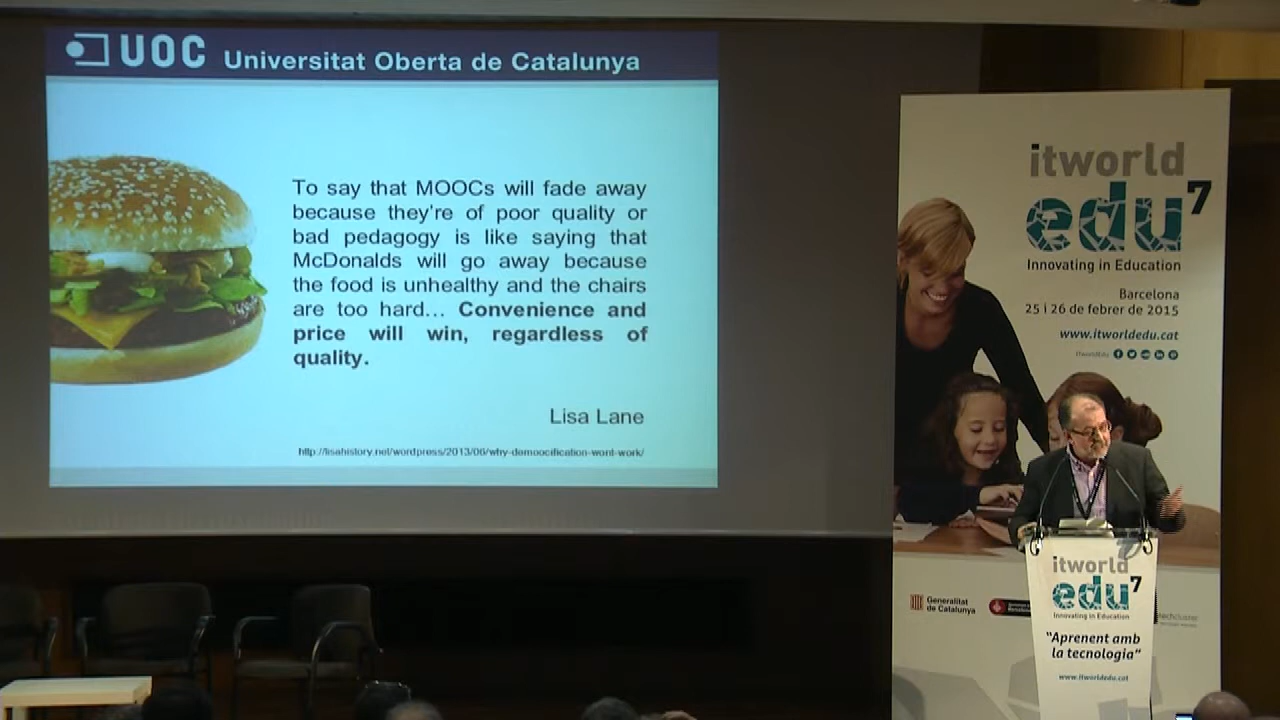 UOC Universitat Oberta de Catalunya
To say that MOOCs will fade away
because they're of poor quality or
bad pedagogy is like saying that
McDonalds will go away because
the food is unhealthy and the chairs
are too hard... Convenience and
price will win, regardless of
quality.
Lisa Lane
http://lisahistory.net/wordpress/2013/06/why-demoocification-wont-work/
itworld
edu7
Innovating in Education
Barcelona
25 i 26 de febrer de 2015
www.itworldedu.cat
itworldEdu
Generalitat
de Catalunya
itworld
edu7
Innovating in Education
"Aprenent amb
la tecnologia"
www.itworldedu.cat